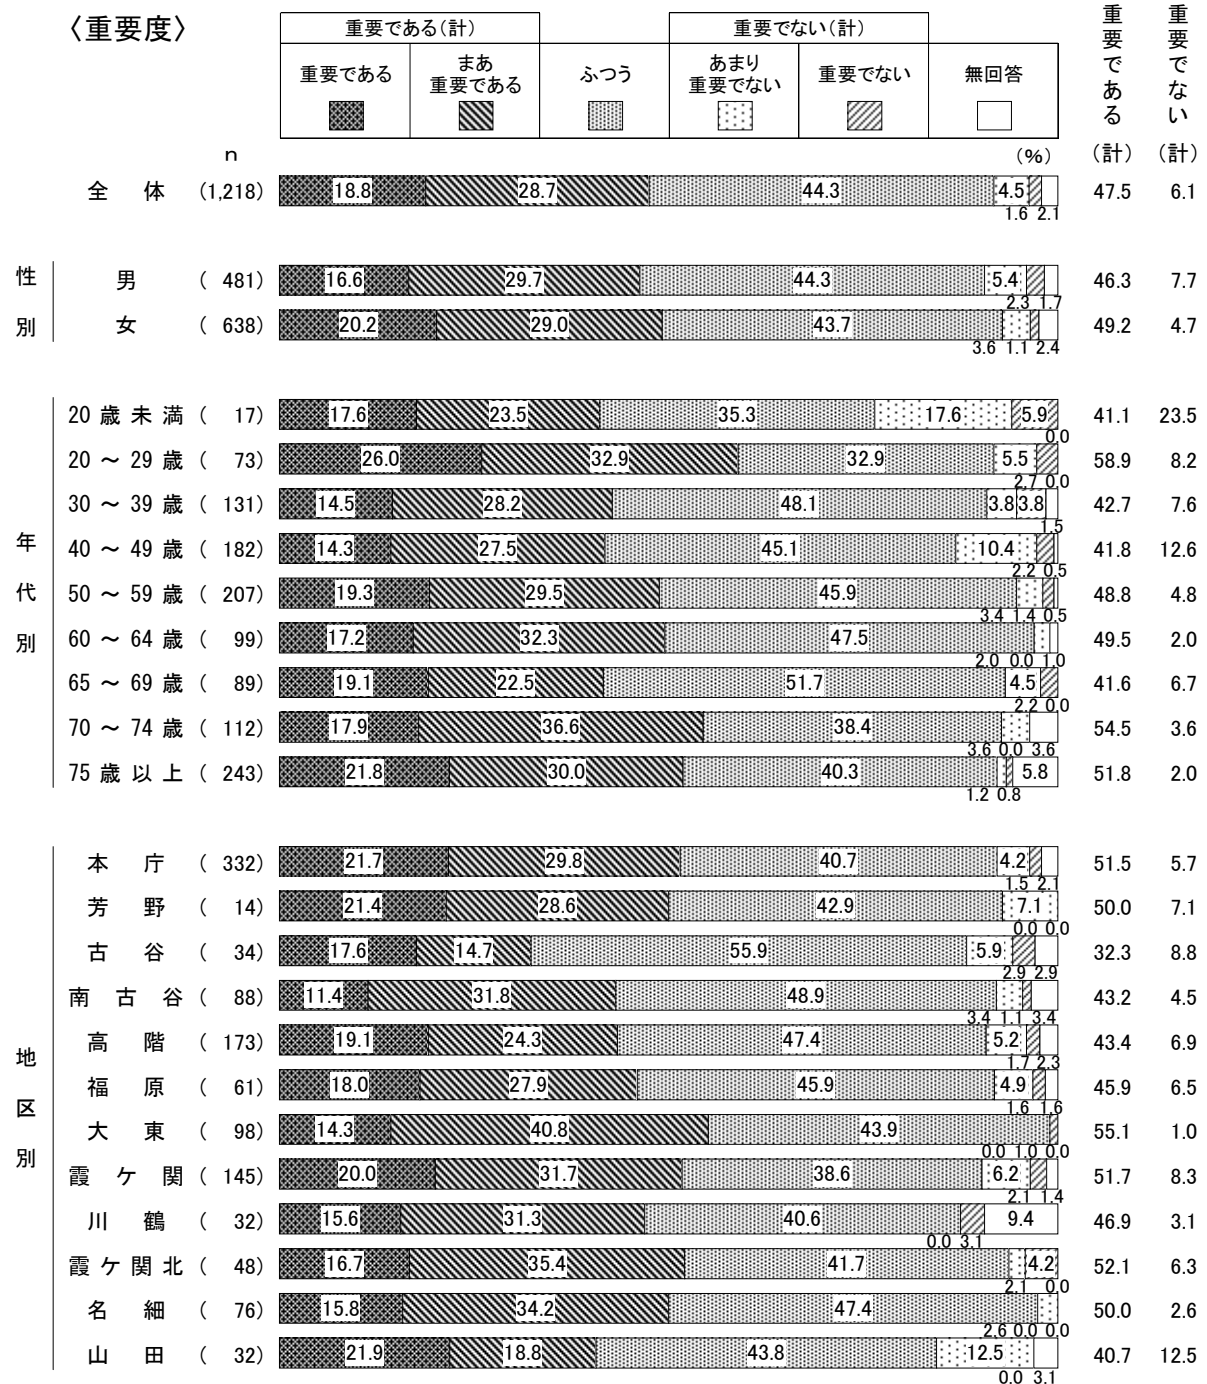 〈重要度〉
重要である(計)
重要でない(計)
重要である
まあ
重要である
ふつう
あまり
重要でない
重要でない
無回答
重要である(計)
重要でない(計)
n
(%)
全体 (1,218) 18.8 28.7 44.3 4.5 1.6 2.1 47.5 6.1
性別
男 ( 481) 16.6 29.7 44.3 5.4 2.3 1.7 46.3 7.7
女 ( 638) 20.2 29.0 43.7 3.6 1.1 2.4 49.2 4.7
年代別
20歳未満 ( 17) 17.6 23.5 35.3 17.6 5.9 0.0 41.1 23.5
20～29歳 ( 73) 26.0 32.9 32.9 5.5 2.7 0.0 58.9 8.2
30～39歳 ( 131) 14.5 28.2 48.1 3.8 3.8 1.5 42.7 7.6
40～49歳 ( 182) 14.3 27.5 45.1 10.4 2.2 0.5 41.8 12.6
50～59歳 ( 207) 19.3 29.5 45.9 3.4 1.4 0.5 48.8 4.8
60～64歳 ( 99) 17.2 32.3 47.5 2.0 0.0 1.0 49.5 2.0
65～69歳 ( 89) 19.1 22.5 51.7 4.5 2.2 0.0 41.6 6.7
70～74歳 ( 112) 17.9 36.6 38.4 3.6 0.0 3.6 54.5 3.6
75歳以上 ( 243) 21.8 30.0 40.3 1.2 0.8 5.8 51.8 2.0
地区別
本庁 ( 332) 21.7 29.8 40.7 4.2 1.5 2.1 51.5 5.7
芳野 ( 14) 21.4 28.6 42.9 7.1 0.0 0.0 50.0 7.1
古谷 ( 34) 17.6 14.7 55.9 5.9 2.9 2.9 32.3 8.8
南古谷 ( 88) 11.4 31.8 48.9 3.4 1.1 3.4 43.2 4.5
高階 ( 173) 19.1 24.3 47.4 5.2 1.7 2.3 43.4 6.9
福原 ( 61) 18.0 27.9 45.9 4.9 1.6 1.6 45.9 6.5
大東 ( 98) 14.3 40.8 43.9 0.0 1.0 0.0 55.1 1.0
霞ケ関 ( 145) 20.0 31.7 38.6 6.2 2.1 1.4 51.7 8.3
川鶴 ( 32) 15.6 31.3 40.6 0.0 3.1 9.4 46.9 3.1
霞ケ関北 ( 48) 16.7 35.4 41.7 2.1 4.2 0.0 52.1 6.3
名細 ( 76) 15.8 34.2 47.4 2.6 0.0 0.0 50.0 2.6
山田 ( 32) 21.9 18.8 43.8 12.5 0.0 3.1 40.7 12.5